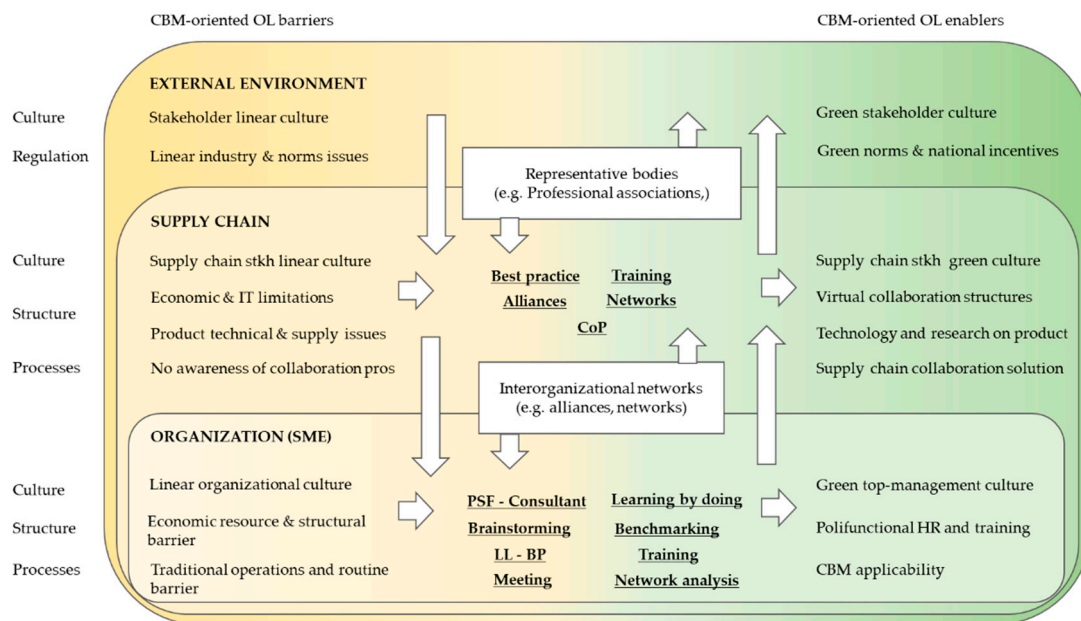 CBM-oriented OL barriers
CBM-oriented OL enablers
EXTERNAL ENVIRONMENT
Culture
Stakeholder linear culture
Green stakeholder culture
Regulation
Linear industry & norms issues
Green norms & national incentives
Representative bodies
(e.g. Professional associations,)
SUPPLY CHAIN
Culture
Supply chain stkh linear culture
Supply chain stkh green culture
Best practice
Training
Economic & IT limitations
Alliances
Networks
Virtual collaboration structures
Structure
CoP
Product technical & supply issues
Technology and research on product
Processes
No awareness of collaboration pros
Supply chain collaboration solution
Interorganizational networks
(e.g. alliances, networks)
ORGANIZATION (SME)
Culture
Linear organizational culture
PSF - Consultant
Learning by doing
Green top-management culture
Structure
Economic resource & structural
barrier
Brainstorming
Benchmarking
Polifunctional HR and training
LL - BP
Training
Processes
Traditional operations and routine
barrier
Meeting
Network analysis
CBM applicability